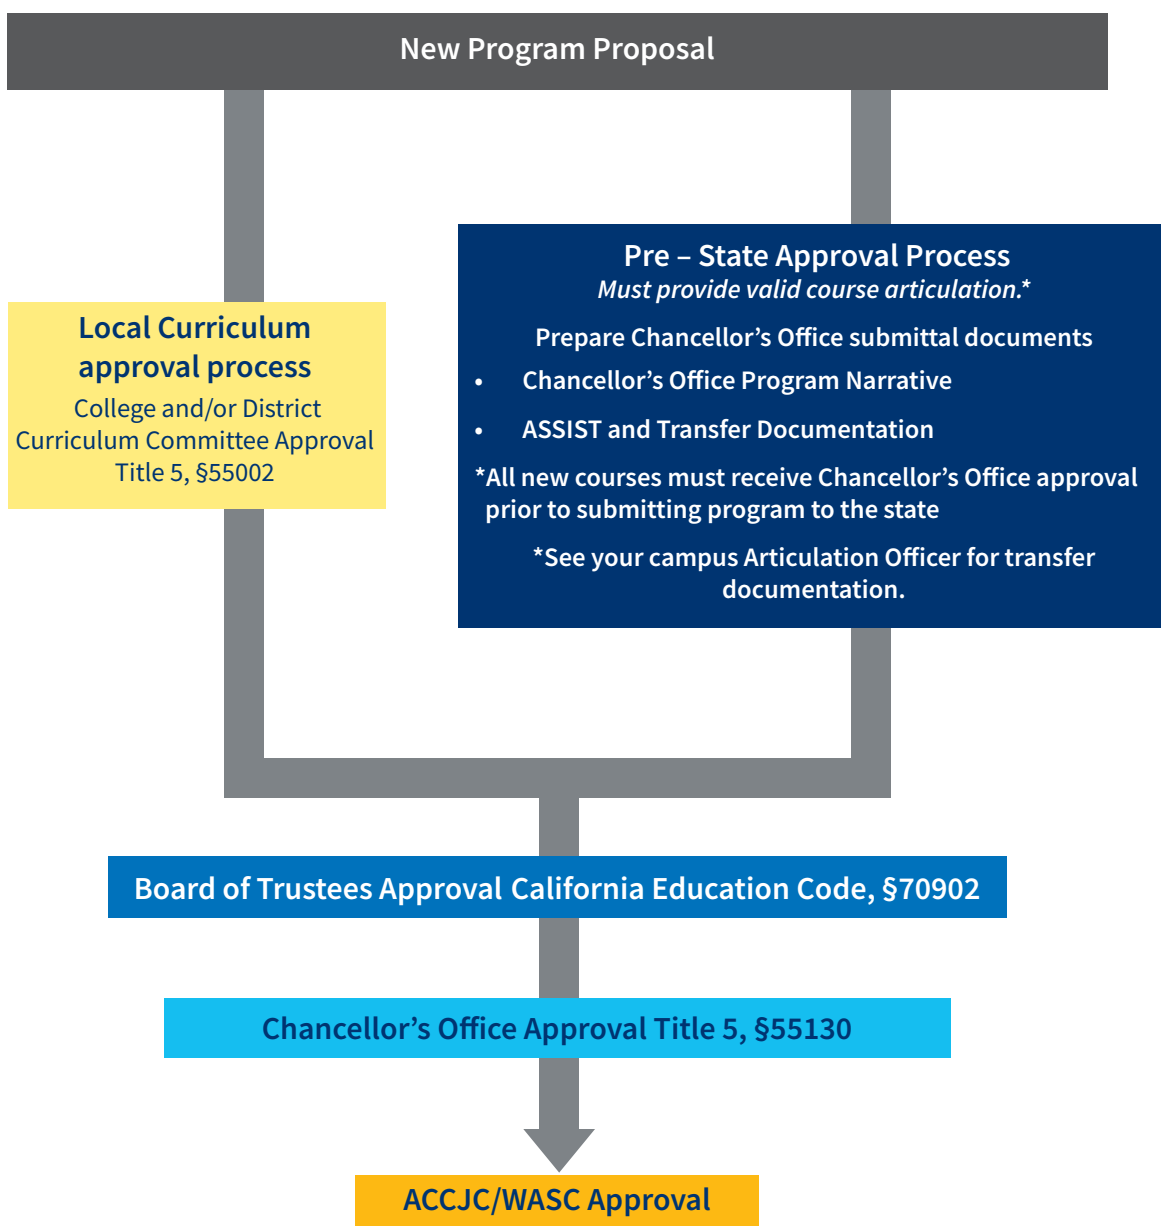 New Program Proposal
Local Curriculum
approval process
College and/or District
Curriculum Committee Approval
Title 5, §55002
Pre – State Approval Process
Must provide valid course articulation.*
Prepare Chancellor’s Office submittal documents
• Chancellor’s Office Program Narrative
• ASSIST and Transfer Documentation
*All new courses must receive Chancellor’s Office approval
prior to submitting program to the state
*See your campus Articulation Officer for transfer
documentation.
Board of Trustees Approval California Education Code, §70902
Chancellor’s Office Approval Title 5, §55130
ACCJC/WASC Approval